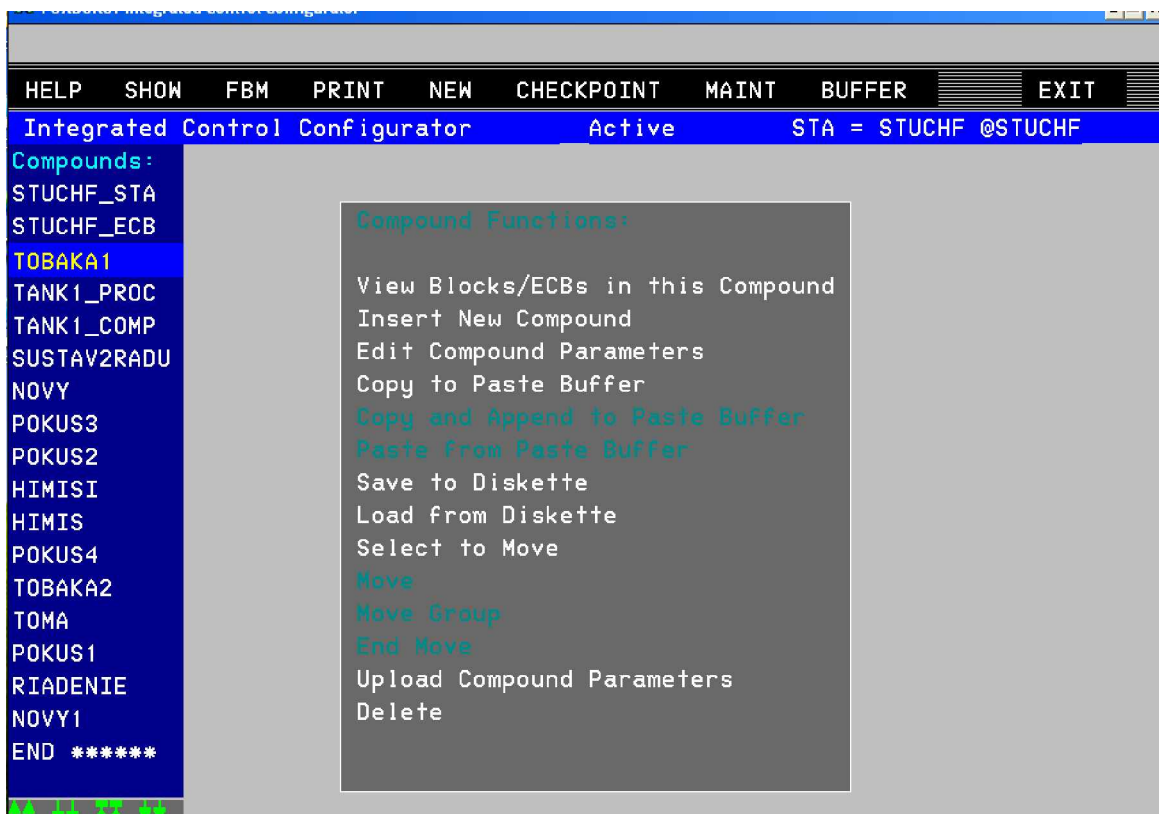 HELP SHOW FBM PRINT NEW CHECKPOINT MAINT BUFFER EXIT
Integrated Control Configurator Active STA = STUCHF @STUCHF
Compounds:
STUCHF_STA
STUCHF_ECB
TOBAKA1
TANK1_PROC
TANK1_COMP
SUSTAV2RADU
NOVY
POKUS3
POKUS2
HIMISI
HIMIS
POKUS4
TOBAKA2
TOMA
POKUS1
RIADENIE
NOVY1
END ******
Compound Functions:
View Blocks/ECBs in this Compound
Insert New Compound
Edit Compound Parameters
Copy to Paste Buffer
Copy and Append to Paste Buffer
Paste from Paste Buffer
Save to Diskette
Load from Diskette
Select to Move
Move
Move Group
End Move
Upload Compound Parameters
Delete